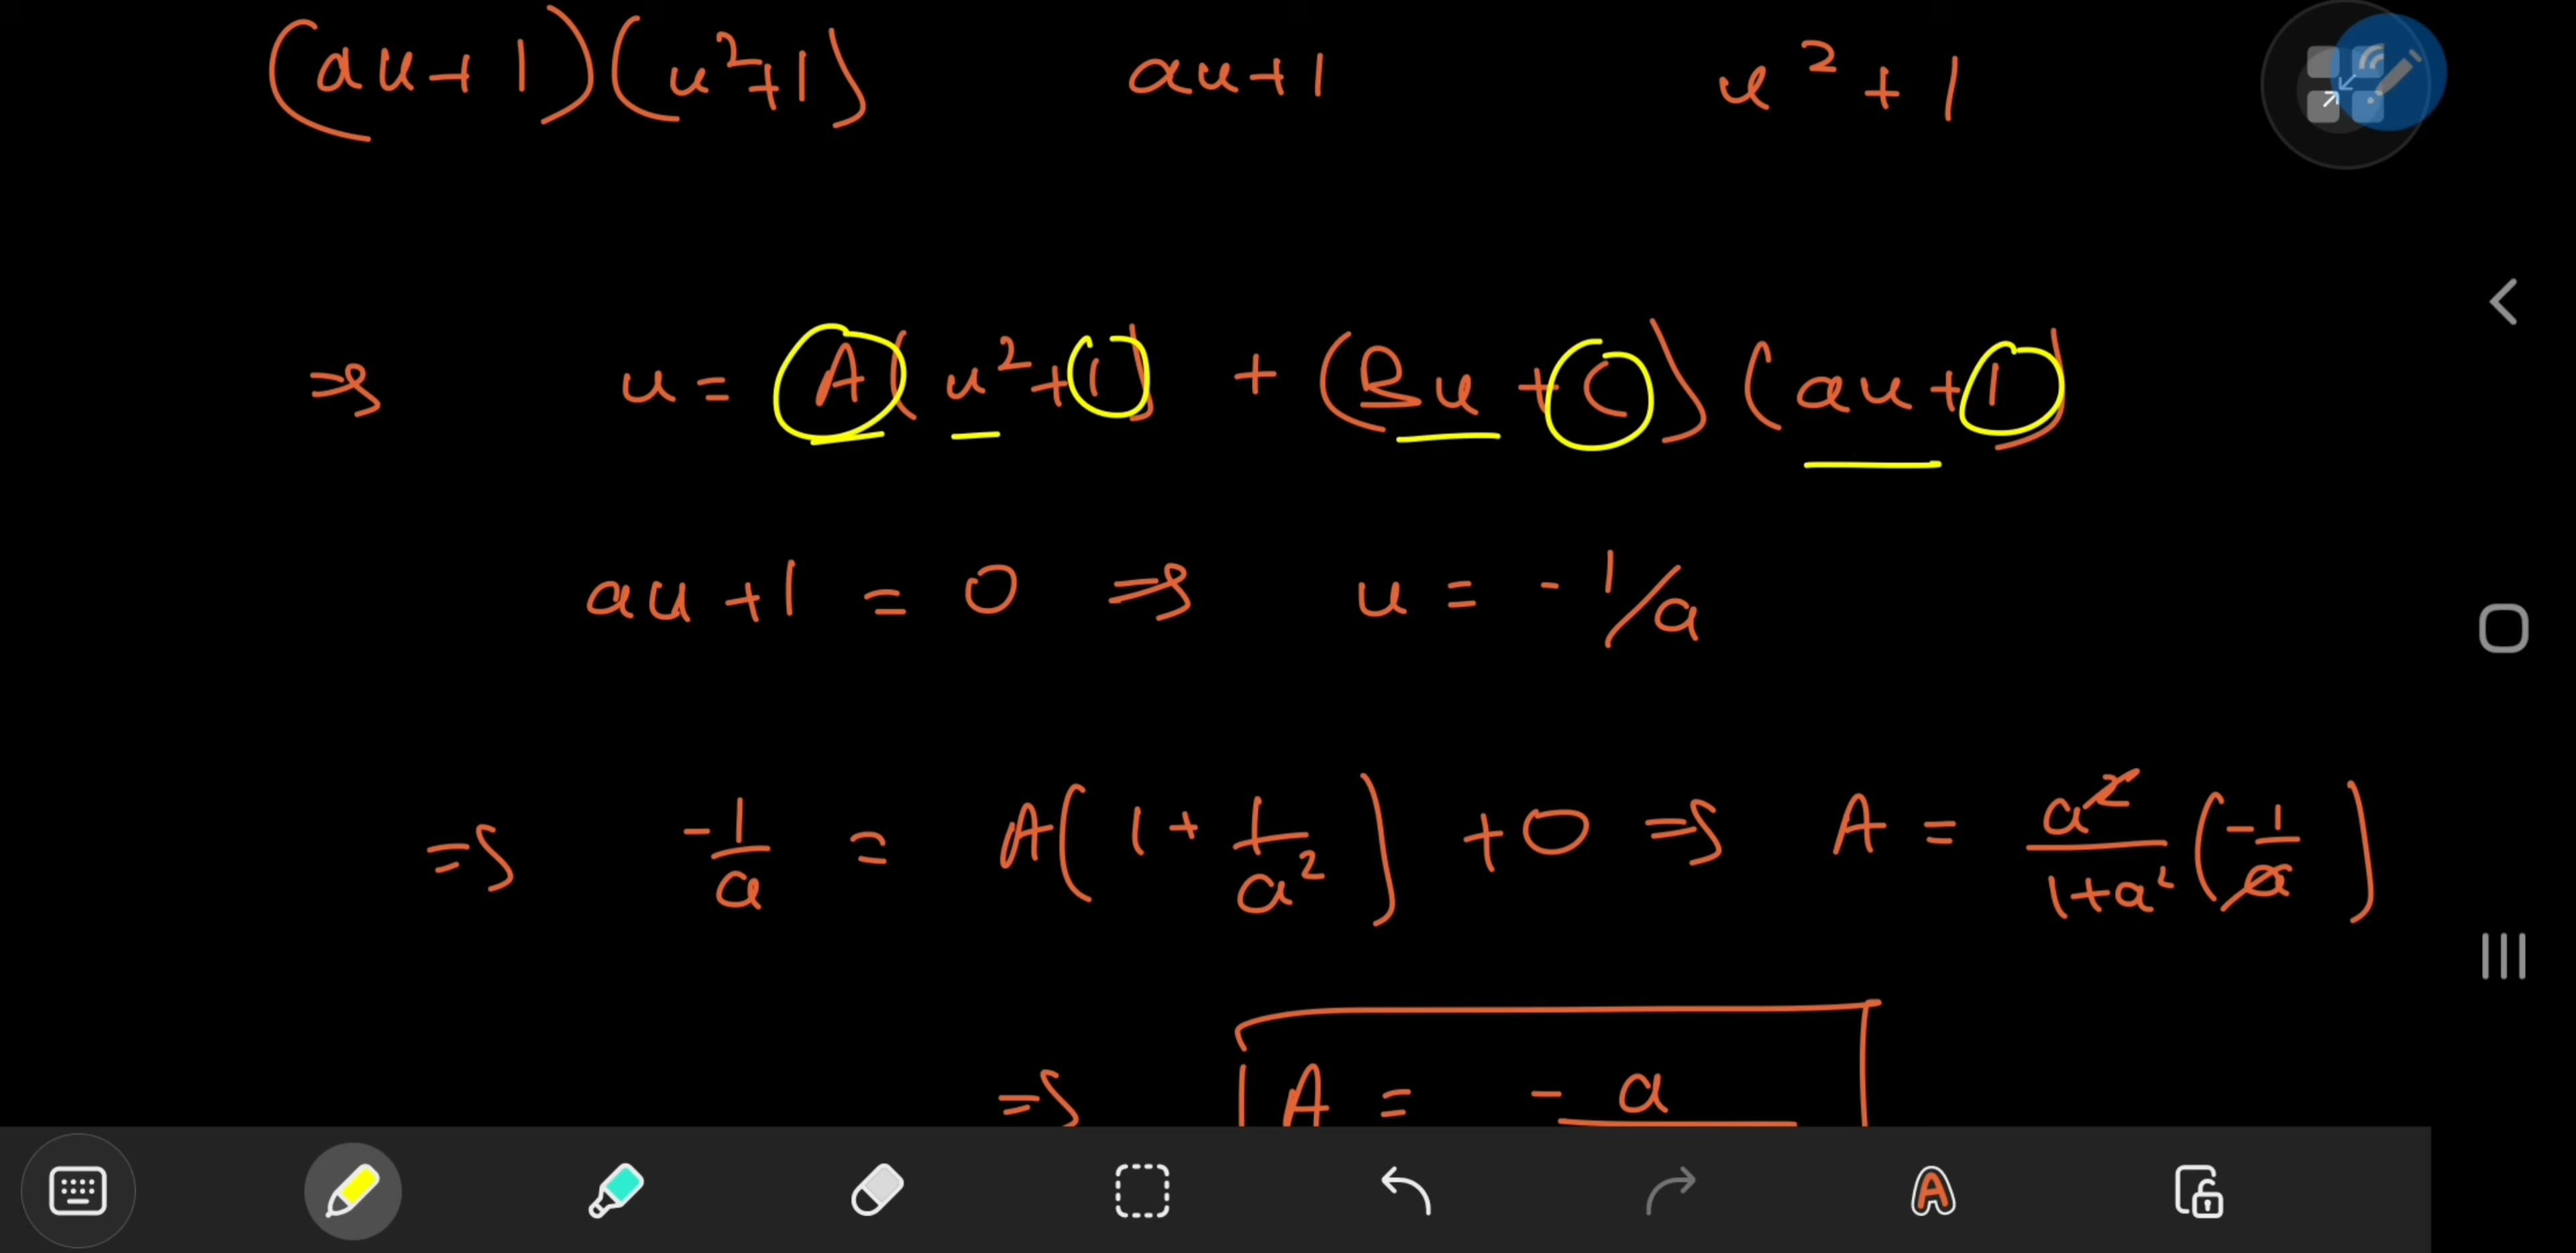 (au+1)(u²+1) au+1 u²+1
⇒ u = A(u²+1) + (Bu+C)(au+1)
au+1 = 0 ⇒ u = -1/a
⇒ -1/a = A(1+1/a²) +0 ⇒ A = a²/1+a² (-1/a)
⇒ A = -a
A